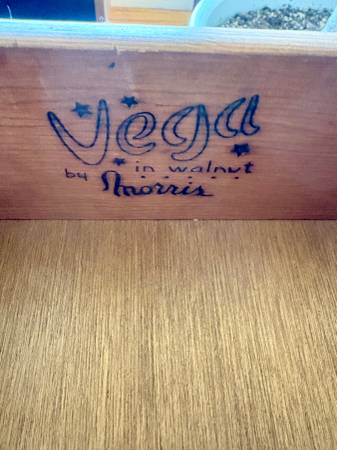 Vega
in walnut
by Morris